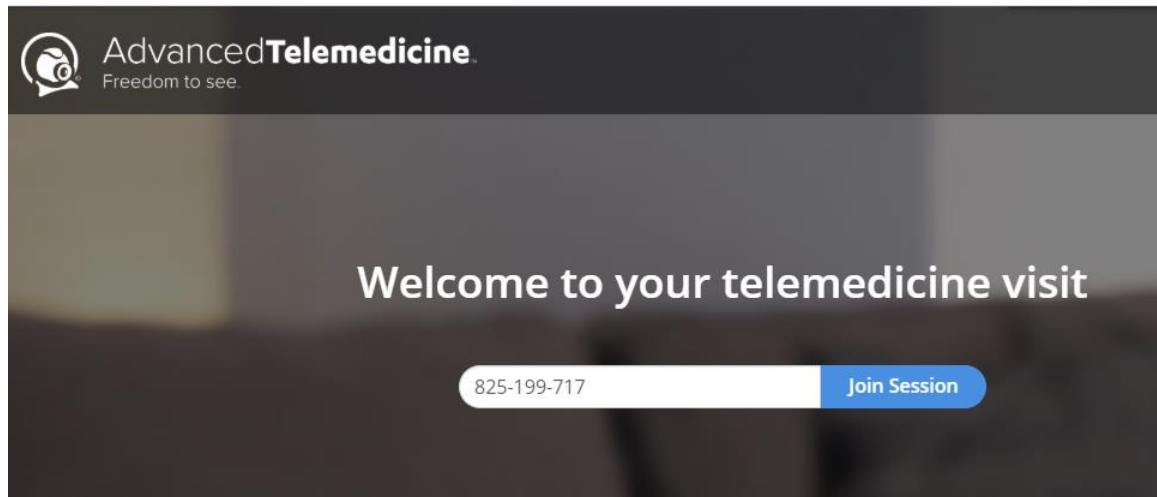 AdvancedTelemedicine
Freedom to see.
Welcome to your telemedicine visit
825-199-717 Join Session